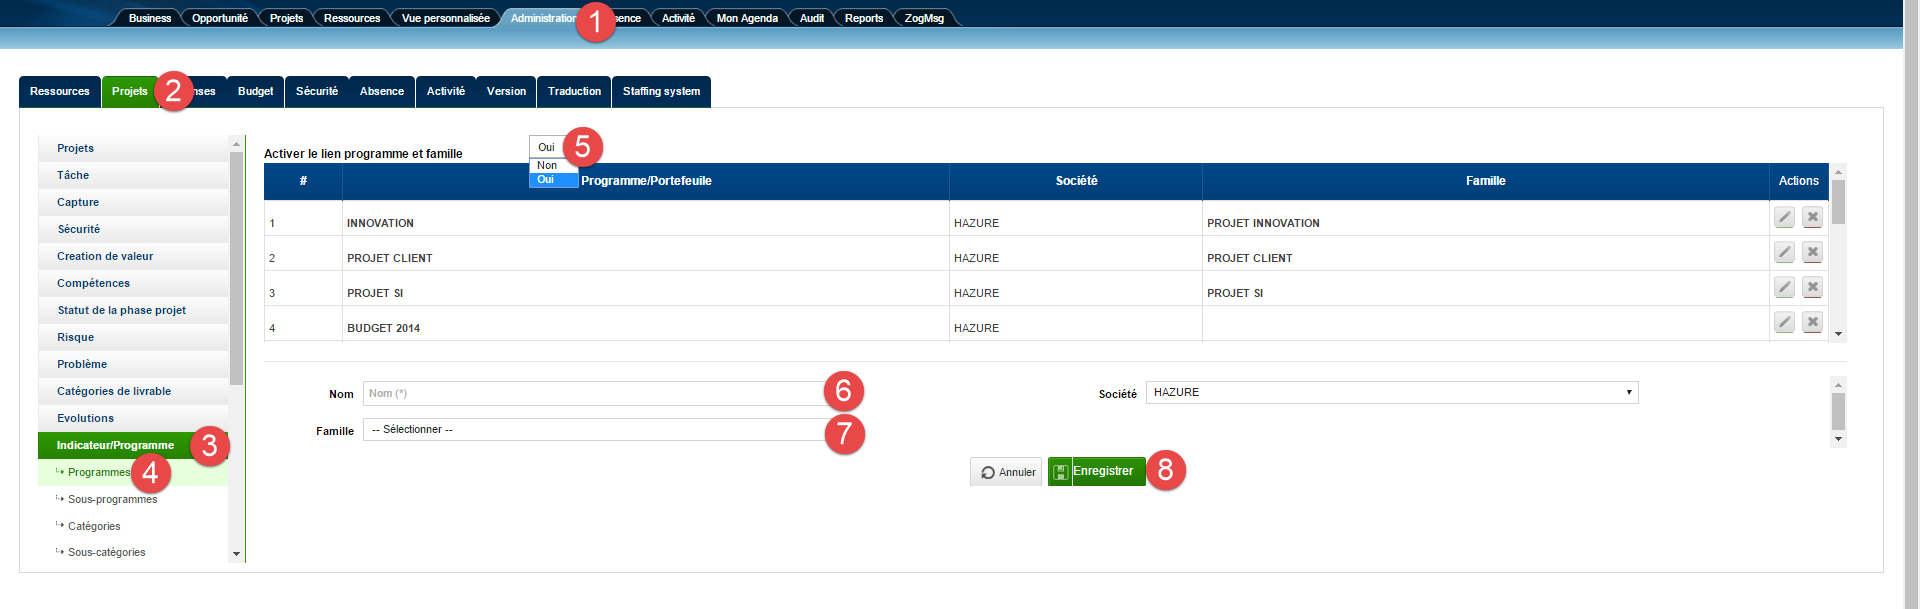 Business Opportunité Projets Ressources Vue personnalisée Administration 1 sence Activité Mon Agenda Audit Reports ZogMsg
Ressources Projets 2 nses Budget Sécurité Absence Activité Version Traduction Staffing system
Projets
Tâche
Capture
Sécurité
Creation de valeur
Compétences
Statut de la phase projet
Risque
Problème
Catégories de livrable
Evolutions
Indicateur/Programme 3
Programmes 4
Sous-programmes
Catégories
Sous-catégories
Activer le lien programme et famille Oui 5
Non
Oui
# Programme/Portefeuile Société Famille Actions
1 INNOVATION HAZURE PROJET INNOVATION
2 PROJET CLIENT HAZURE PROJET CLIENT
3 PROJET SI HAZURE PROJET SI
4 BUDGET 2014 HAZURE
Nom Nom (*) 6 Société HAZURE
Famille -- Sélectionner -- 7
Annuler Enregistrer 8